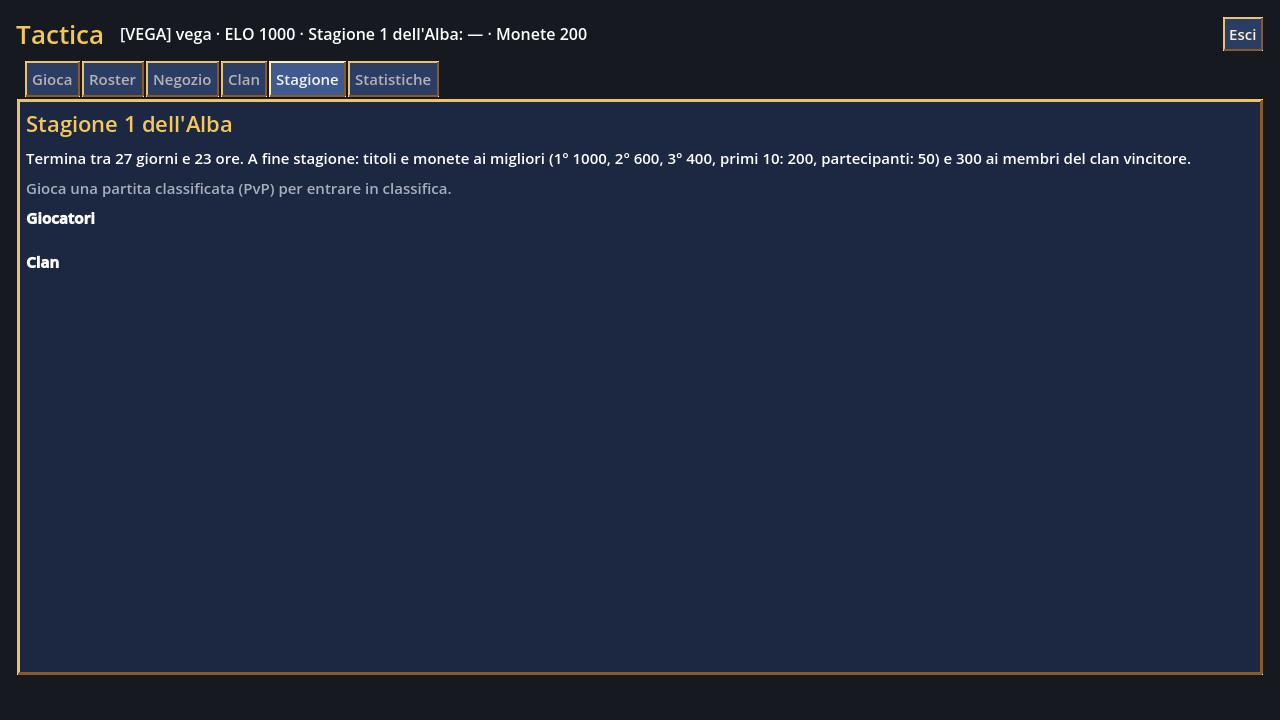 Tactica
[VEGA] vega · ELO 1000 · Stagione 1 dell'Alba: — · Monete 200
Esci
Gioca Roster Negozio Clan Stagione Statistiche
Stagione 1 dell'Alba
Termina tra 27 giorni e 23 ore. A fine stagione: titoli e monete ai migliori (1° 1000, 2° 600, 3° 400, primi 10: 200, partecipanti: 50) e 300 ai membri del clan vincitore.
Gioca una partita classificata (PvP) per entrare in classifica.
Giocatori
Clan